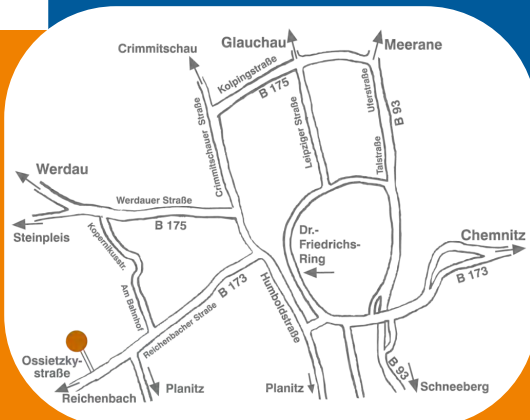 Crimmitschau
Glauchau
Meerane
Kolpingstraße
B 175
Crimmitschauer Straße
Leipziger Straße
Uferstraße
B 93
Talstraße
Werdau
Werdauer Straße
B 175
Steinpleis
Kopernikusstr.
Am Bahnhof
Dr.-
Friedrichs-
Ring
Chemnitz
B 173
B 173
Reichenbacher Straße
Humboldstraße
Ossietzky-
straße
Reichenbach
Planitz
Planitz
B 93
Schneeberg